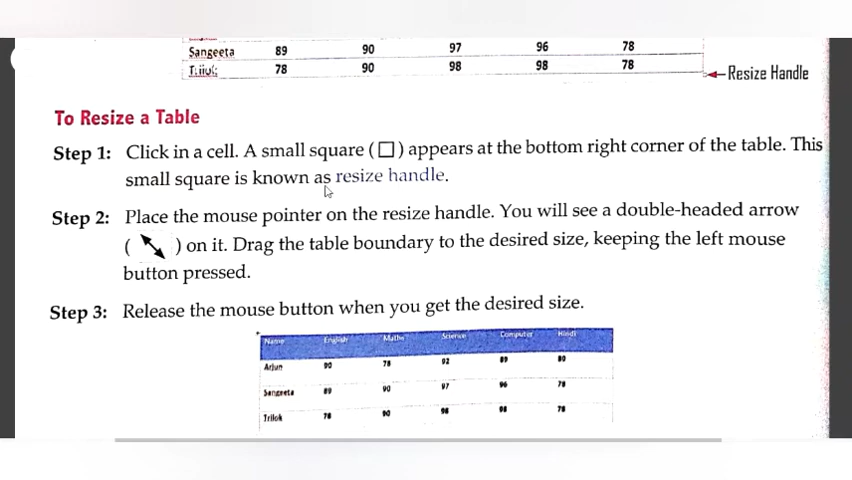 Sangeeta 89 90 97 96 78
Trilok 78 90 98 98 78
Resize Handle
To Resize a Table
Step 1: Click in a cell. A small square (□) appears at the bottom right corner of the table. This
small square is known as resize handle.
Step 2: Place the mouse pointer on the resize handle. You will see a double-headed arrow
( ) on it. Drag the table boundary to the desired size, keeping the left mouse
button pressed.
Step 3: Release the mouse button when you get the desired size.
Name English Maths Science Computer Hindi
Arjun 90 78 92 89 80
Sangeeta 89 90 97 96 78
Trilok 78 90 98 98 78